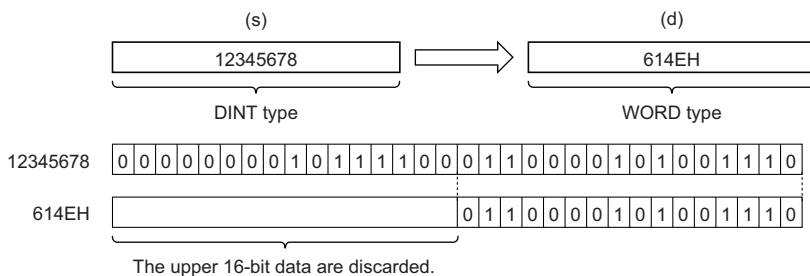 (s) (d)
12345678 614EH
DINT type WORD type
12345678 0 0 0 0 0 0 0 0 1 0 1 1 1 1 0 0 0 1 1 0 0 0 0 1 0 1 0 0 1 1 1 0
614EH 0 1 1 0 0 0 0 1 0 1 0 0 1 1 1 0
The upper 16-bit data are discarded.